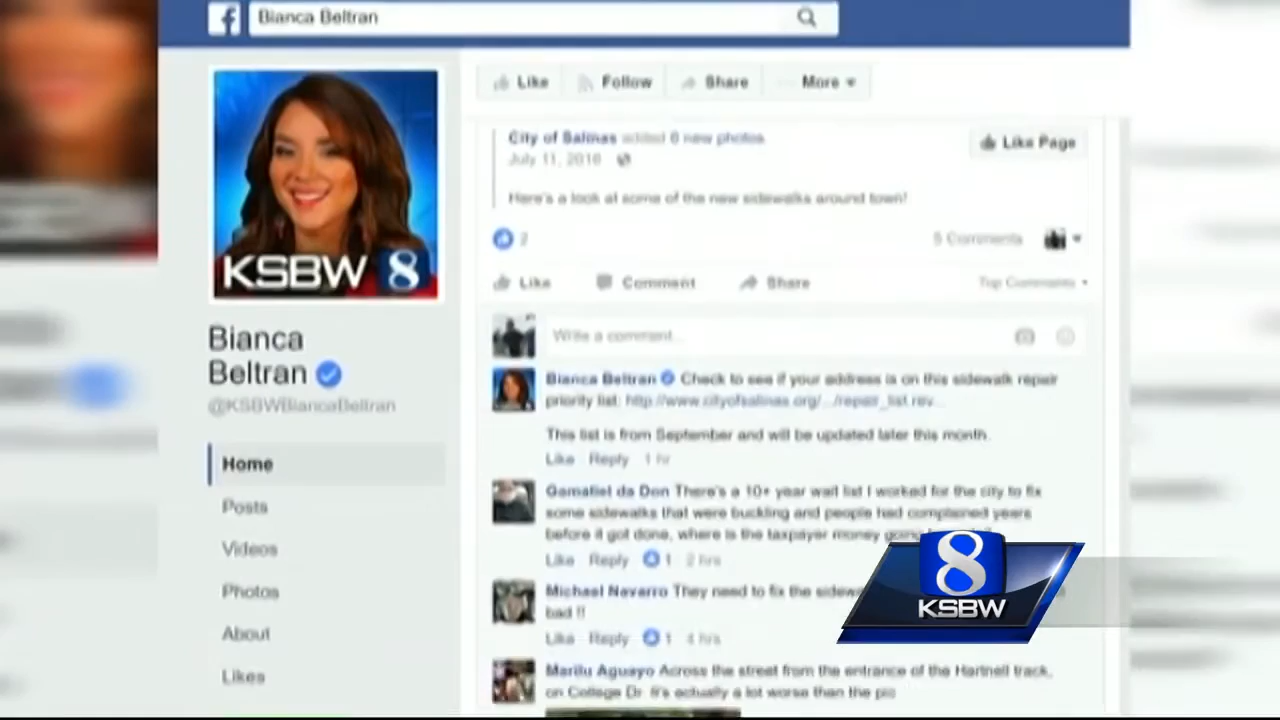 Bianca Beltran
Like Follow Share More
City of Salinas added 6 new photos
July 11, 2016
Like Page
Here's a look at some of the new sidewalks around town!
2
5 Comments
Like Comment Share
Top Comments
Write a comment...
KSBW 8
Bianca
Beltran
@KSBWBiancaBeltran
Home
Posts
Videos
Photos
About
Likes
Bianca Beltran Check to see if your address is on this sidewalk repair
priority list: http://www.cityofsalinas.org/.../repair_list.rev...
This list is from September and will be updated later this month.
Like Reply 1 hr
Gamaliel da Don There's a 10+ year wait list I worked for the city to fix
some sidewalks that were buckling and people had complained years
before it got done, where is the taxpayer money going
Like Reply 1 2 hrs
Michael Navarro They need to fix the
bad !!
Like Reply 1 4 hrs
Marilu Aguayo Across the street from the entrance of the Hartnell track,
on College Dr. It's actually a lot worse than the pic
8
KSBW